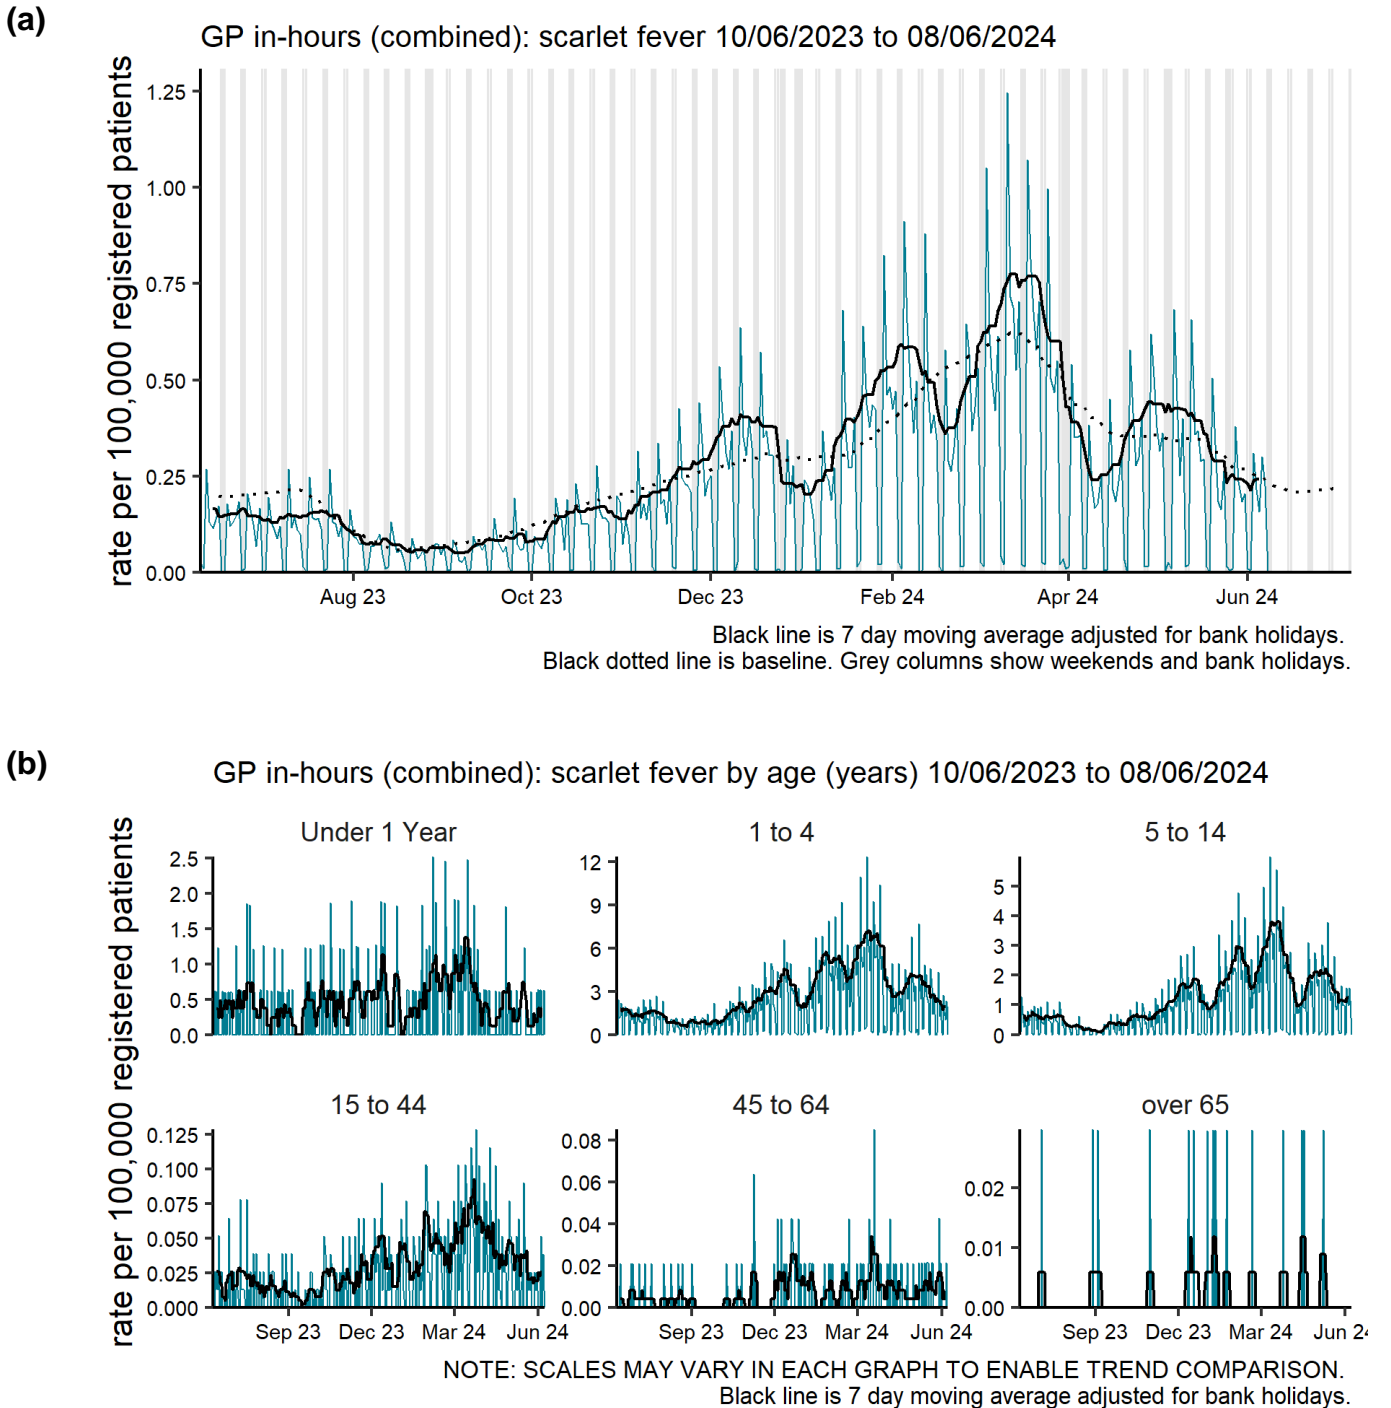 (a)
GP in-hours (combined): scarlet fever 10/06/2023 to 08/06/2024
rate per 100,000 registered patients
1.25
1.00
0.75
0.50
0.25
0.00
Aug 23 Oct 23 Dec 23 Feb 24 Apr 24 Jun 24
Black line is 7 day moving average adjusted for bank holidays.
Black dotted line is baseline. Grey columns show weekends and bank holidays.
(b)
GP in-hours (combined): scarlet fever by age (years) 10/06/2023 to 08/06/2024
rate per 100,000 registered patients
Under 1 Year
2.5
2.0
1.5
1.0
0.5
0.0
1 to 4
12
9
6
3
0
5 to 14
5
4
3
2
1
0
15 to 44
0.125
0.100
0.075
0.050
0.025
0.000
Sep 23 Dec 23 Mar 24 Jun 24
45 to 64
0.08
0.06
0.04
0.02
0.00
Sep 23 Dec 23 Mar 24 Jun 24
over 65
0.02
0.01
0.00
Sep 23 Dec 23 Mar 24 Jun 24
NOTE: SCALES MAY VARY IN EACH GRAPH TO ENABLE TREND COMPARISON.
Black line is 7 day moving average adjusted for bank holidays.